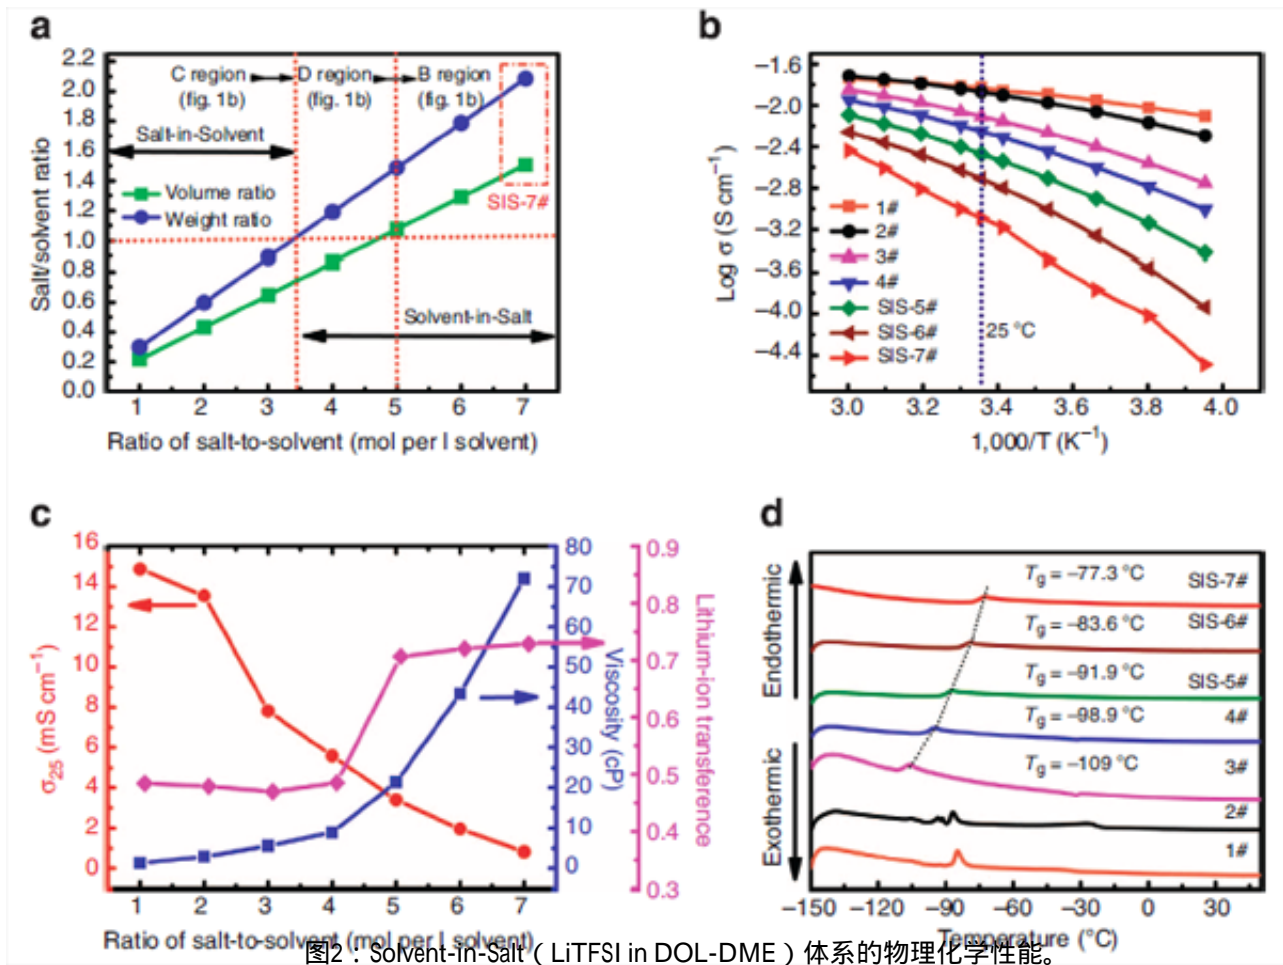 a
2.2
2.0
1.8
1.6
1.4
1.2
1.0
0.8
0.6
0.4
0.2
0.0
Salt/solvent ratio
C region
(fig. 1b)
D region
(fig. 1b)
B region
(fig. 1b)
Salt-in-Solvent
Volume ratio
Weight ratio
SIS-7#
Solvent-in-Salt
1 2 3 4 5 6 7
Ratio of salt-to-solvent (mol per l solvent)
b
−1.6
−2.0
−2.4
−2.8
−3.2
−3.6
−4.0
−4.4
Log σ (S cm⁻¹)
1#
2#
3#
4#
SIS-5#
SIS-6#
SIS-7#
25 °C
3.0 3.2 3.4 3.6 3.8 4.0
1,000/T (K⁻¹)
c
16
14
12
10
8
6
4
2
0
σ₂₅ (mS cm⁻¹)
80
70
60
50
40
30
20
10
0
Viscosity (cP)
0.9
0.8
0.7
0.6
0.5
0.4
0.3
Lithium-ion transference
1 2 3 4 5 6 7
Ratio of salt-to-solvent (mol per l solvent)
d
Endothermic
Exothermic
Tg = −77.3 °C SIS-7#
Tg = −83.6 °C SIS-6#
Tg = −91.9 °C SIS-5#
Tg = −98.9 °C 4#
Tg = −109 °C 3#
2#
1#
−150 −120 −90 −60 −30 0 30
Temperature (°C)
图2：Solvent-in-Salt（LiTFSI in DOL-DME）体系的物理化学性能。